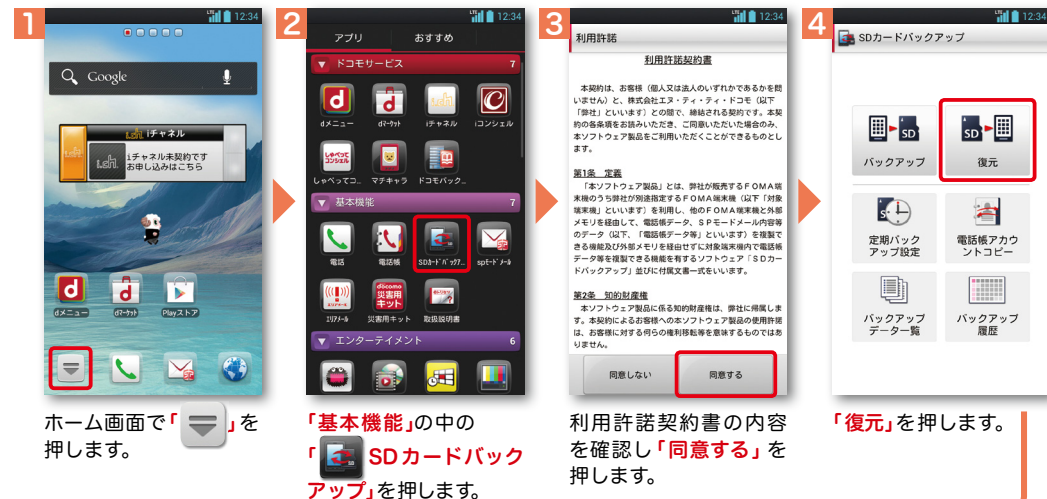 1
LTE 12:34
Google
iチャネル
iチャネル未契約です
お申し込みはこちら
dメニュー
dマーケット
Playストア
ホーム画面で「 」を
押します。
2
LTE 12:34
アプリ
おすすめ
ドコモサービス
7
dメニュー
dマーケット
iチャネル
iコンシェル
しゃべってコ..
マチキャラ
ドコモバック..
基本機能
7
電話
電話帳
SDカードバックア..
spモードメール
エリアメール
災害用キット
取扱説明書
エンターテイメント
6
「基本機能」の中の
「 SDカードバック
アップ」を押します。
3
LTE 12:34
利用許諾
利用許諾契約書
本契約は、お客様（個人又は法人のいずれかであるかを問
いません）と、株式会社エヌ・ティ・ティ・ドコモ（以下
「弊社」といいます）との間で、締結される契約です。本契
約の各条項をお読みいただき、ご同意いただいた場合のみ、
本ソフトウェア製品をご利用いただくことができるものとし
ます。
第1条　定義
「本ソフトウェア製品」とは、弊社が販売するＦＯＭＡ端
末機のうち弊社が別途指定するＦＯＭＡ端末機（以下「対象
端末機」といいます）を利用し、他のＦＯＭＡ端末機と外部
メモリを経由して、電話帳データ、ＳＰモードメール内容等
のデータ（以下、「電話帳データ等」といいます）を複製で
きる機能及び外部メモリを経由せずに対象端末機内で電話帳
データ等を複製できる機能を有するソフトウェア「ＳＤカー
ドバックアップ」並びに付属文書一式をいいます。
第2条　知的財産権
本ソフトウェア製品に係る知的財産権は、弊社に帰属しま
す。本契約によるお客様への本ソフトウェア製品の使用許諾
は、お客様に対する何らの権利移転等を意味するものではあ
りません。
同意しない
同意する
利用許諾契約書の内容
を確認し「同意する」を
押します。
4
LTE 12:34
SDカードバックアップ
SD
バックアップ
SD
復元
定期バック
アップ設定
電話帳アカウ
ントコピー
バックアップ
データ一覧
バックアップ
履歴
「復元」を押します。